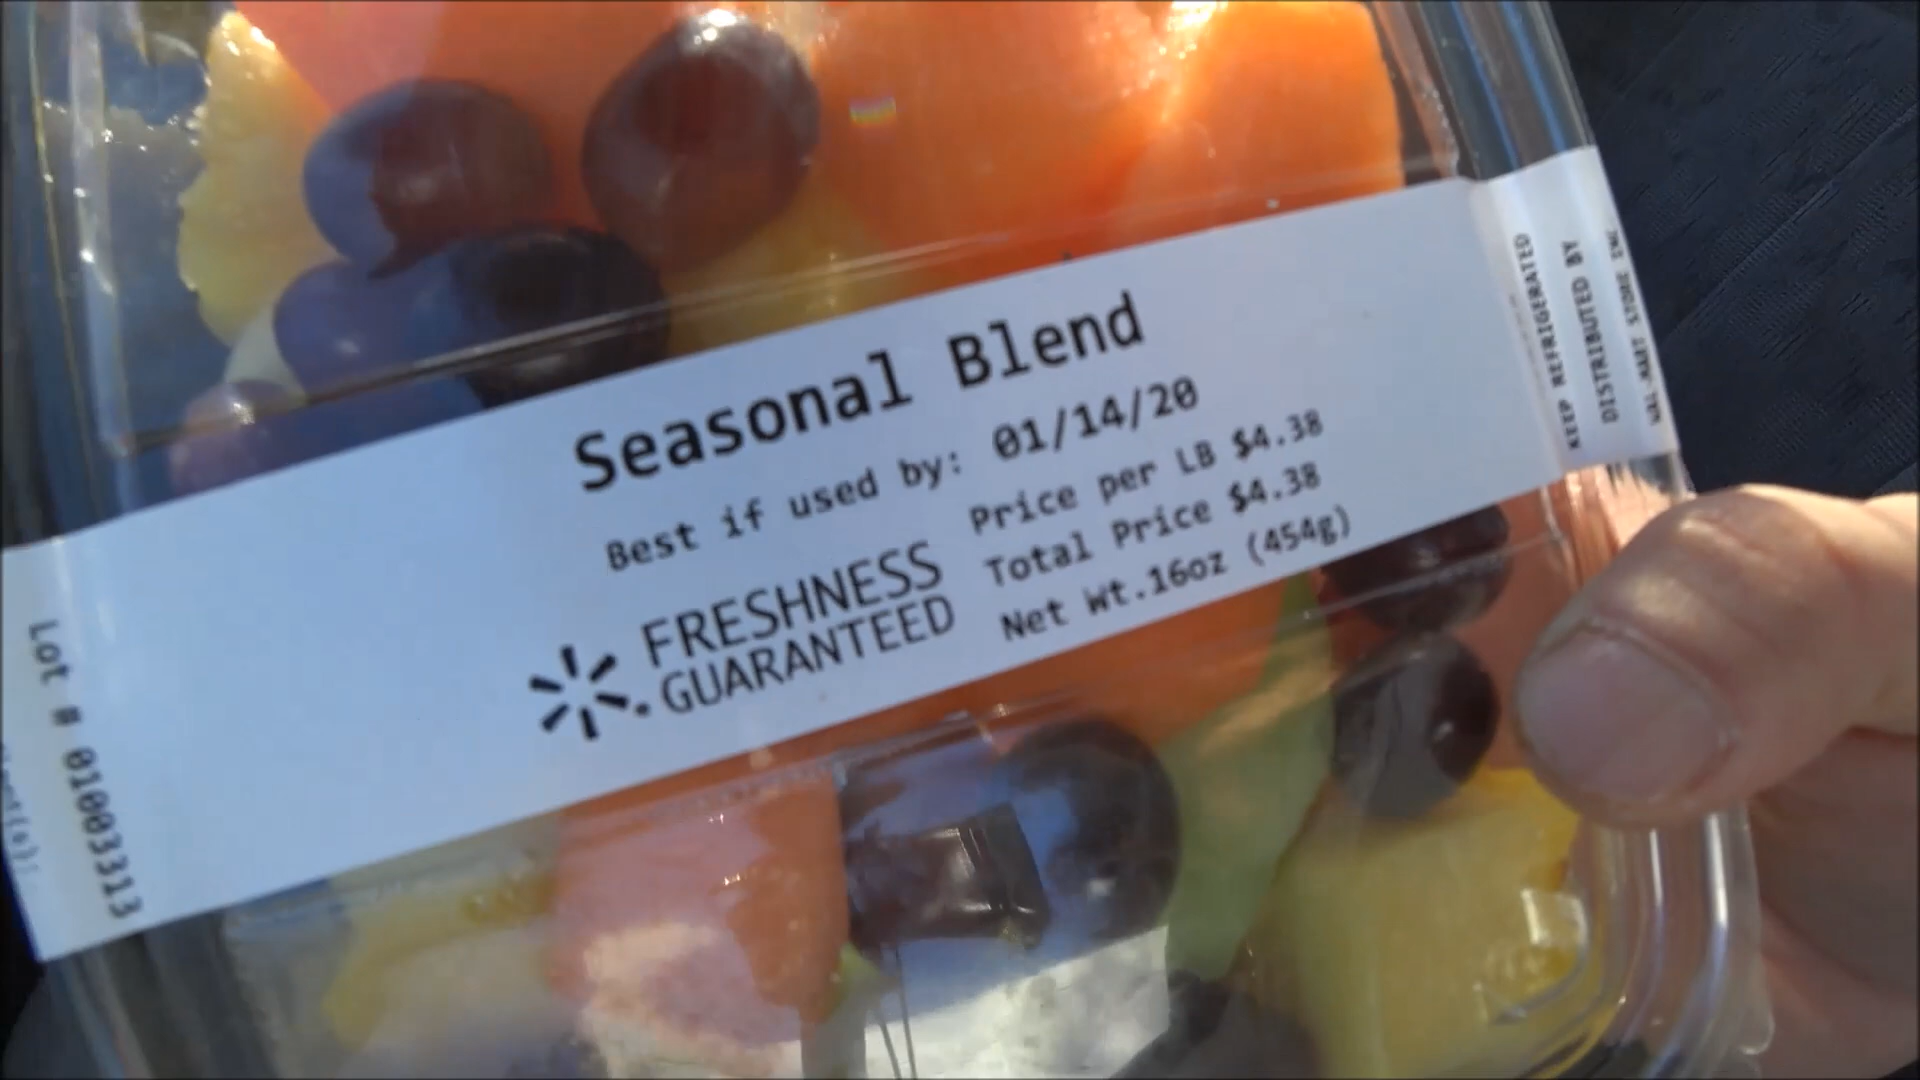 Seasonal Blend
Best if used by: 01/14/20
FRESHNESS
GUARANTEED
Price per LB $4.38
Total Price $4.38
Net Wt.16oz (454g)
Lot # 010033313
KEEP REFRIGERATED
DISTRIBUTED BY
WAL-MART STORE INC